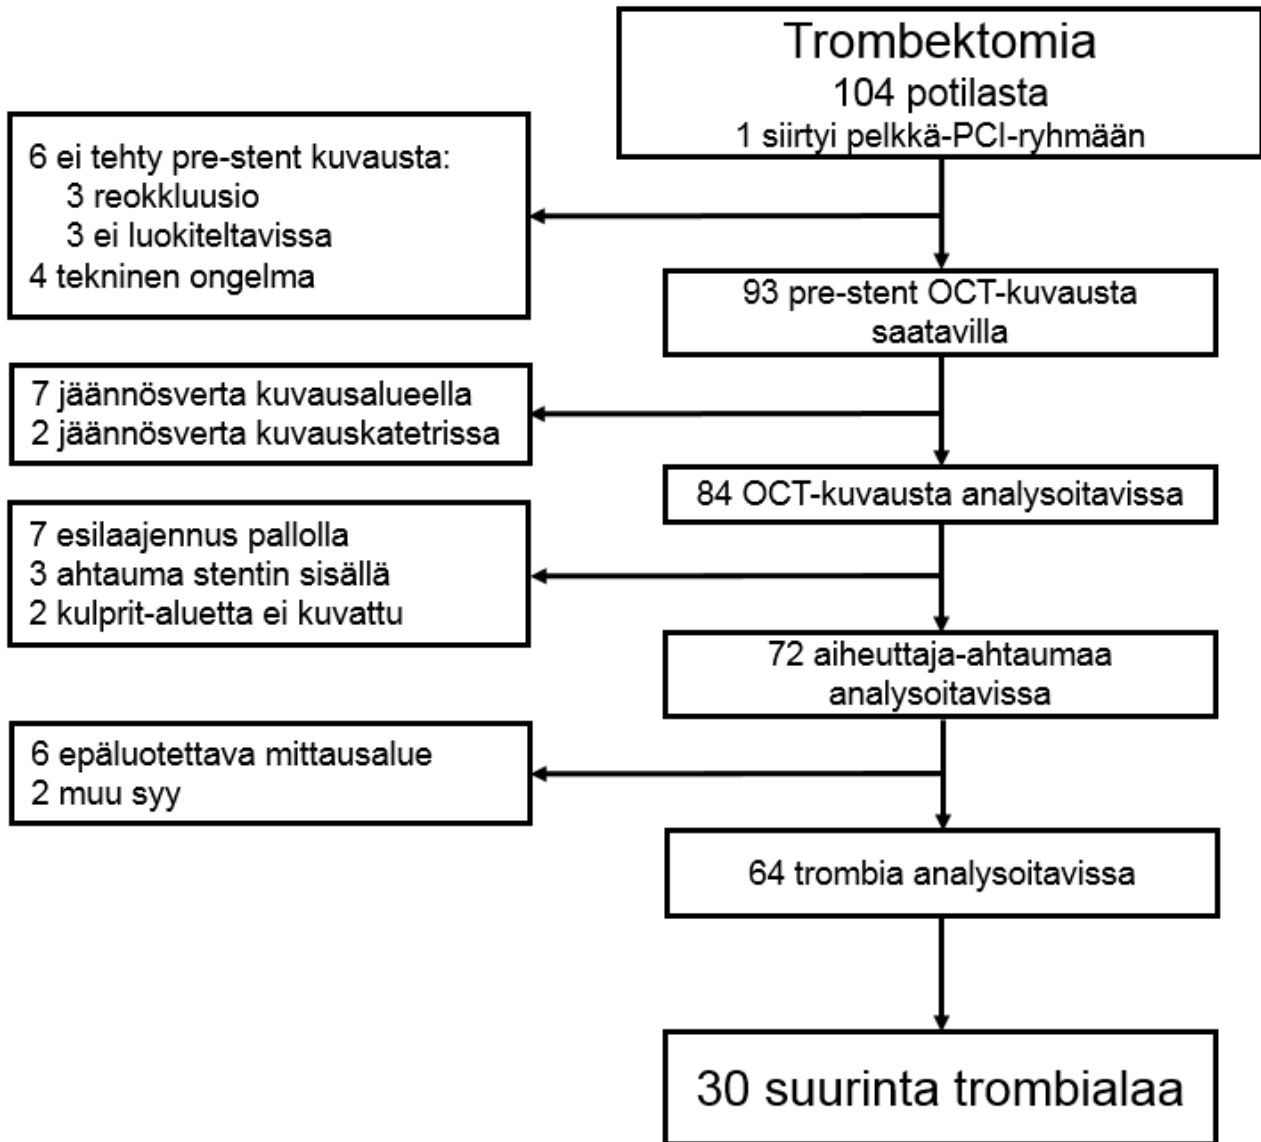 Trombektomia
104 potilasta
1 siirtyi pelkkä-PCI-ryhmään
6 ei tehty pre-stent kuvausta:
3 reokkluusio
3 ei luokiteltavissa
4 tekninen ongelma
93 pre-stent OCT-kuvausta
saatavilla
7 jäännösverta kuvausalueella
2 jäännösverta kuvauskatetrissa
84 OCT-kuvausta analysoitavissa
7 esilaajennus pallolla
3 ahtauma stentin sisällä
2 kulprit-aluetta ei kuvattu
72 aiheuttaja-ahtaumaa
analysoitavissa
6 epäluotettava mittausalue
2 muu syy
64 trombia analysoitavissa
30 suurinta trombialaa